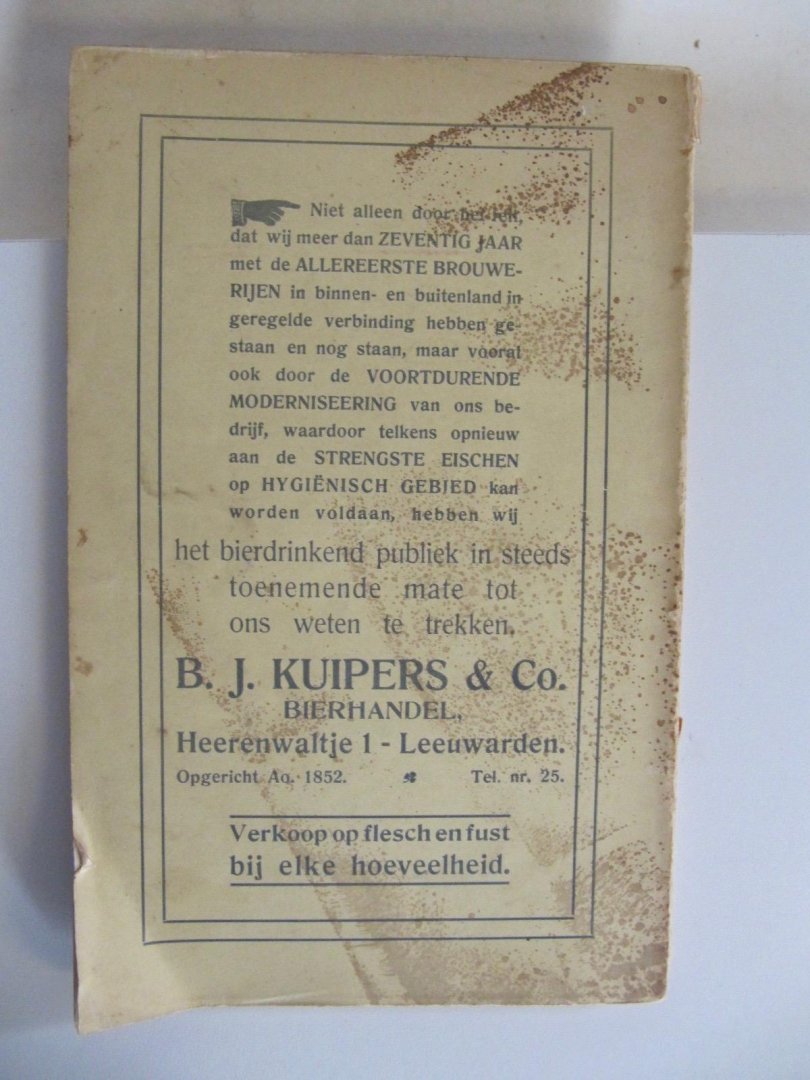 Niet alleen door het feit,
dat wij meer dan ZEVENTIG JAAR
met de ALLEREERSTE BROUWE-
RIJEN in binnen- en buitenland in
geregelde verbinding hebben ge-
staan en nog staan, maar vooral
ook door de VOORTDURENDE
MODERNISEERING van ons be-
drijf, waardoor telkens opnieuw
aan de STRENGSTE EISCHEN
op HYGIËNISCH GEBIED kan
worden voldaan, hebben wij
het bierdrinkend publiek in steeds
toenemende mate tot
ons weten te trekken.
B. J. KUIPERS & Co.
BIERHANDEL,
Heerenwaltje 1 - Leeuwarden.
Opgericht Ao. 1852. Tel. nr. 25.
Verkoop op flesch en fust
bij elke hoeveelheid.